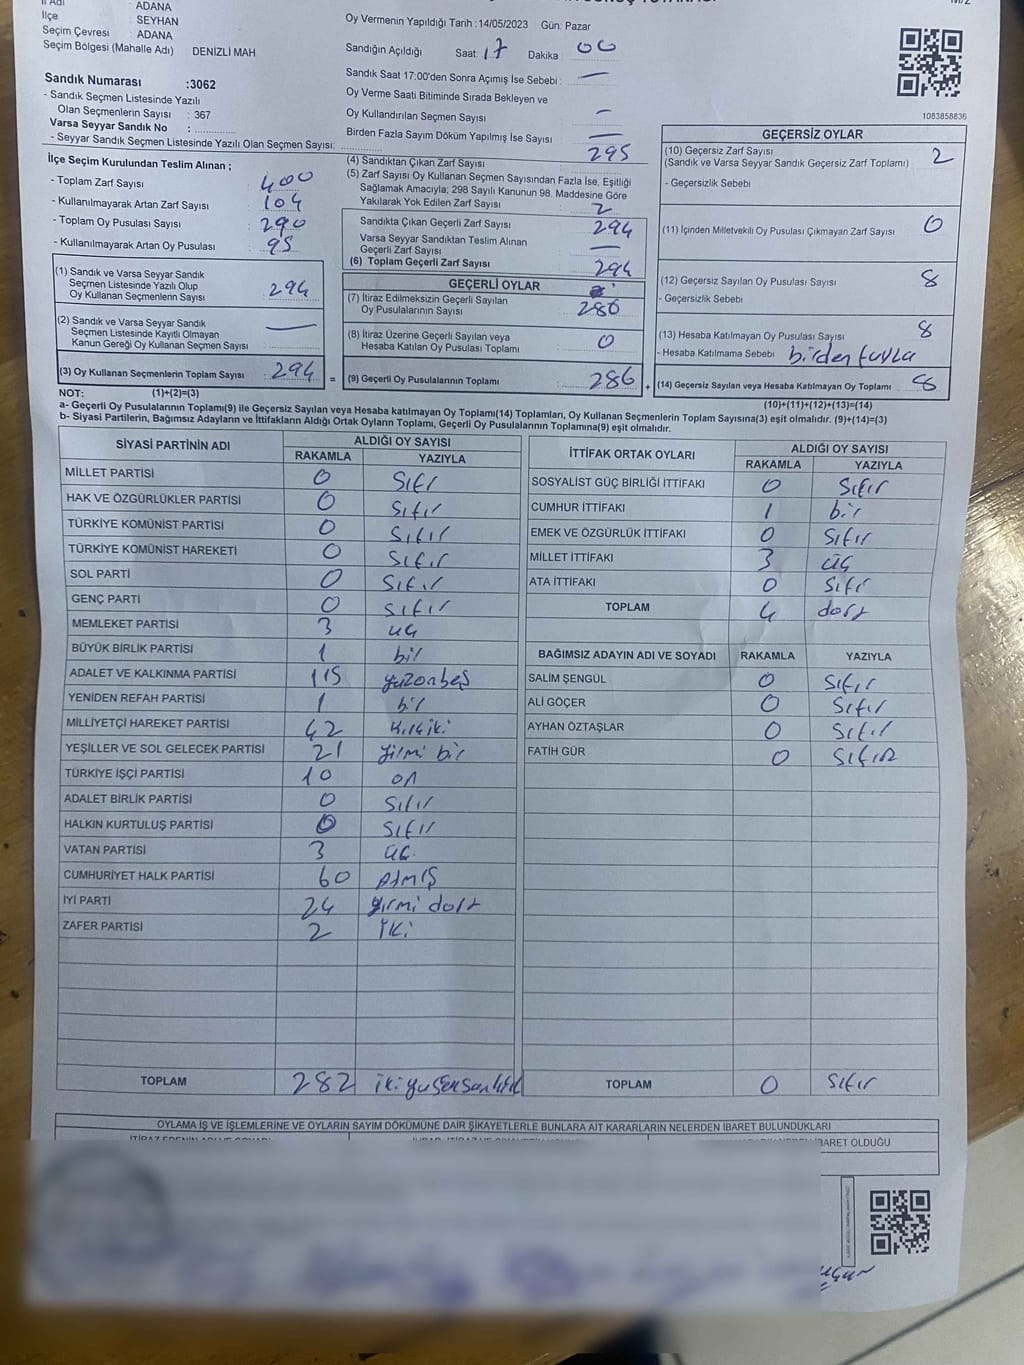 İl Adı : ADANA
İlçe : SEYHAN
Seçim Çevresi : ADANA
Seçim Bölgesi (Mahalle Adı) DENİZLİ MAH
Sandık Numarası :3062
- Sandık Seçmen Listesinde Yazılı
Olan Seçmenlerin Sayısı : 367
Varsa Seyyar Sandık No :
- Seyyar Sandık Seçmen Listesinde Yazılı Olan Seçmen Sayısı:
Oy Vermenin Yapıldığı Tarih :14/05/2023 Gün: Pazar
Sandığın Açıldığı Saat: 17 Dakika : 00
Sandık Saat 17:00'den Sonra Açımış İse Sebebi : —
Oy Verme Saati Bitiminde Sırada Bekleyen ve
Oy Kullandırılan Seçmen Sayısı —
Birden Fazla Sayım Döküm Yapılmış İse Sayısı —
1083858836
İlçe Seçim Kurulundan Teslim Alınan ;
- Toplam Zarf Sayısı : 400
- Kullanılmayarak Artan Zarf Sayısı : 104
- Toplam Oy Pusulası Sayısı : 290
- Kullanılmayarak Artan Oy Pusulası : 95
(1) Sandık ve Varsa Seyyar Sandık
Seçmen Listesinde Yazılı Olup
Oy Kullanan Seçmenlerin Sayısı : 294
(2) Sandık ve Varsa Seyyar Sandık
Seçmen Listesinde Kayıtlı Olmayan
Kanun Gereği Oy Kullanan Seçmen Sayısı : —
(3) Oy Kullanan Seçmenlerin Toplam Sayısı : 294
(4) Sandıktan Çıkan Zarf Sayısı 295
(5) Zarf Sayısı Oy Kullanan Seçmen Sayısından Fazla İse, Eşitliği
Sağlamak Amacıyla; 298 Sayılı Kanunun 98. Maddesine Göre
Yakılarak Yok Edilen Zarf Sayısı 2
Sandıkta Çıkan Geçerli Zarf Sayısı 294
Varsa Seyyar Sandıktan Teslim Alınan
Geçerli Zarf Sayısı —
(6) Toplam Geçerli Zarf Sayısı 294
GEÇERLİ OYLAR
(7) İtiraz Edilmeksizin Geçerli Sayılan
Oy Pusulalarının Sayısı : 286
(8) İtiraz Üzerine Geçerli Sayılan veya
Hesaba Katılan Oy Pusulası Toplamı : 0
= (9) Geçerli Oy Pusulalarının Toplamı : 286 +
GEÇERSİZ OYLAR
(10) Geçersiz Zarf Sayısı 2
(Sandık ve Varsa Seyyar Sandık Geçersiz Zarf Toplamı)
- Geçersizlik Sebebi
(11) İçinden Milletvekili Oy Pusulası Çıkmayan Zarf Sayısı 0
(12) Geçersiz Sayılan Oy Pusulası Sayısı 8
- Geçersizlik Sebebi
(13) Hesaba Katılmayan Oy Pusulası Sayısı 8
- Hesaba Katılmama Sebebi birden fazla
(14) Geçersiz Sayılan veya Hesaba Katılmayan Oy Toplamı 8
NOT: (1)+(2)=(3) (10)+(11)+(12)+(13)=(14)
a- Geçerli Oy Pusulalarının Toplamı(9) ile Geçersiz Sayılan veya Hesaba katılmayan Oy Toplamı(14) Toplamları, Oy Kullanan Seçmenlerin Toplam Sayısına(3) eşit olmalıdır. (9)+(14)=(3)
b- Siyasi Partilerin, Bağımsız Adayların ve İttifakların Aldığı Ortak Oyların Toplamı, Geçerli Oy Pusulalarının Toplamına(9) eşit olmalıdır.
SİYASİ PARTİNİN ADI ALDIĞI OY SAYISI
RAKAMLA YAZIYLA
MİLLET PARTİSİ 0 Sıfır
HAK VE ÖZGÜRLÜKLER PARTİSİ 0 Sıfır
TÜRKİYE KOMÜNİST PARTİSİ 0 Sıfır
TÜRKİYE KOMÜNİST HAREKETİ 0 Sıfır
SOL PARTİ 0 Sıfır
GENÇ PARTİ 0 Sıfır
MEMLEKET PARTİSİ 3 üç
BÜYÜK BİRLİK PARTİSİ 1 bir
ADALET VE KALKINMA PARTİSİ 115 yüzonbeş
YENİDEN REFAH PARTİSİ 1 bir
MİLLİYETÇİ HAREKET PARTİSİ 42 kırkiki
YEŞİLLER VE SOL GELECEK PARTİSİ 21 yirmi bir
TÜRKİYE İŞÇİ PARTİSİ 10 on
ADALET BİRLİK PARTİSİ 0 Sıfır
HALKIN KURTULUŞ PARTİSİ 0 Sıfır
VATAN PARTİSİ 3 üç
CUMHURİYET HALK PARTİSİ 60 Atmış
İYİ PARTİ 24 yirmi dört
ZAFER PARTİSİ 2 İki
TOPLAM 282
İTTİFAK ORTAK OYLARI ALDIĞI OY SAYISI
RAKAMLA YAZIYLA
SOSYALİST GÜÇ BİRLİĞİ İTTİFAKI 0 Sıfır
CUMHUR İTTİFAKI 1 bir
EMEK VE ÖZGÜRLÜK İTTİFAKI 0 Sıfır
MİLLET İTTİFAKI 3 üç
ATA İTTİFAKI 0 Sıfır
TOPLAM 4 dört
BAĞIMSIZ ADAYIN ADI VE SOYADI RAKAMLA YAZIYLA
SALİM ŞENGÜL 0 Sıfır
ALİ GÖÇER 0 Sıfır
AYHAN ÖZTAŞLAR 0 Sıfır
FATİH GÜR 0 Sıfır
TOPLAM 0 Sıfır
OYLAMA İŞ VE İŞLEMLERİNE VE OYLARIN SAYIM DÖKÜMÜNE DAİR ŞİKAYETLERLE BUNLARA AİT KARARLARIN NELERDEN İBARET BULUNDUKLARI
İBARET OLDUĞU